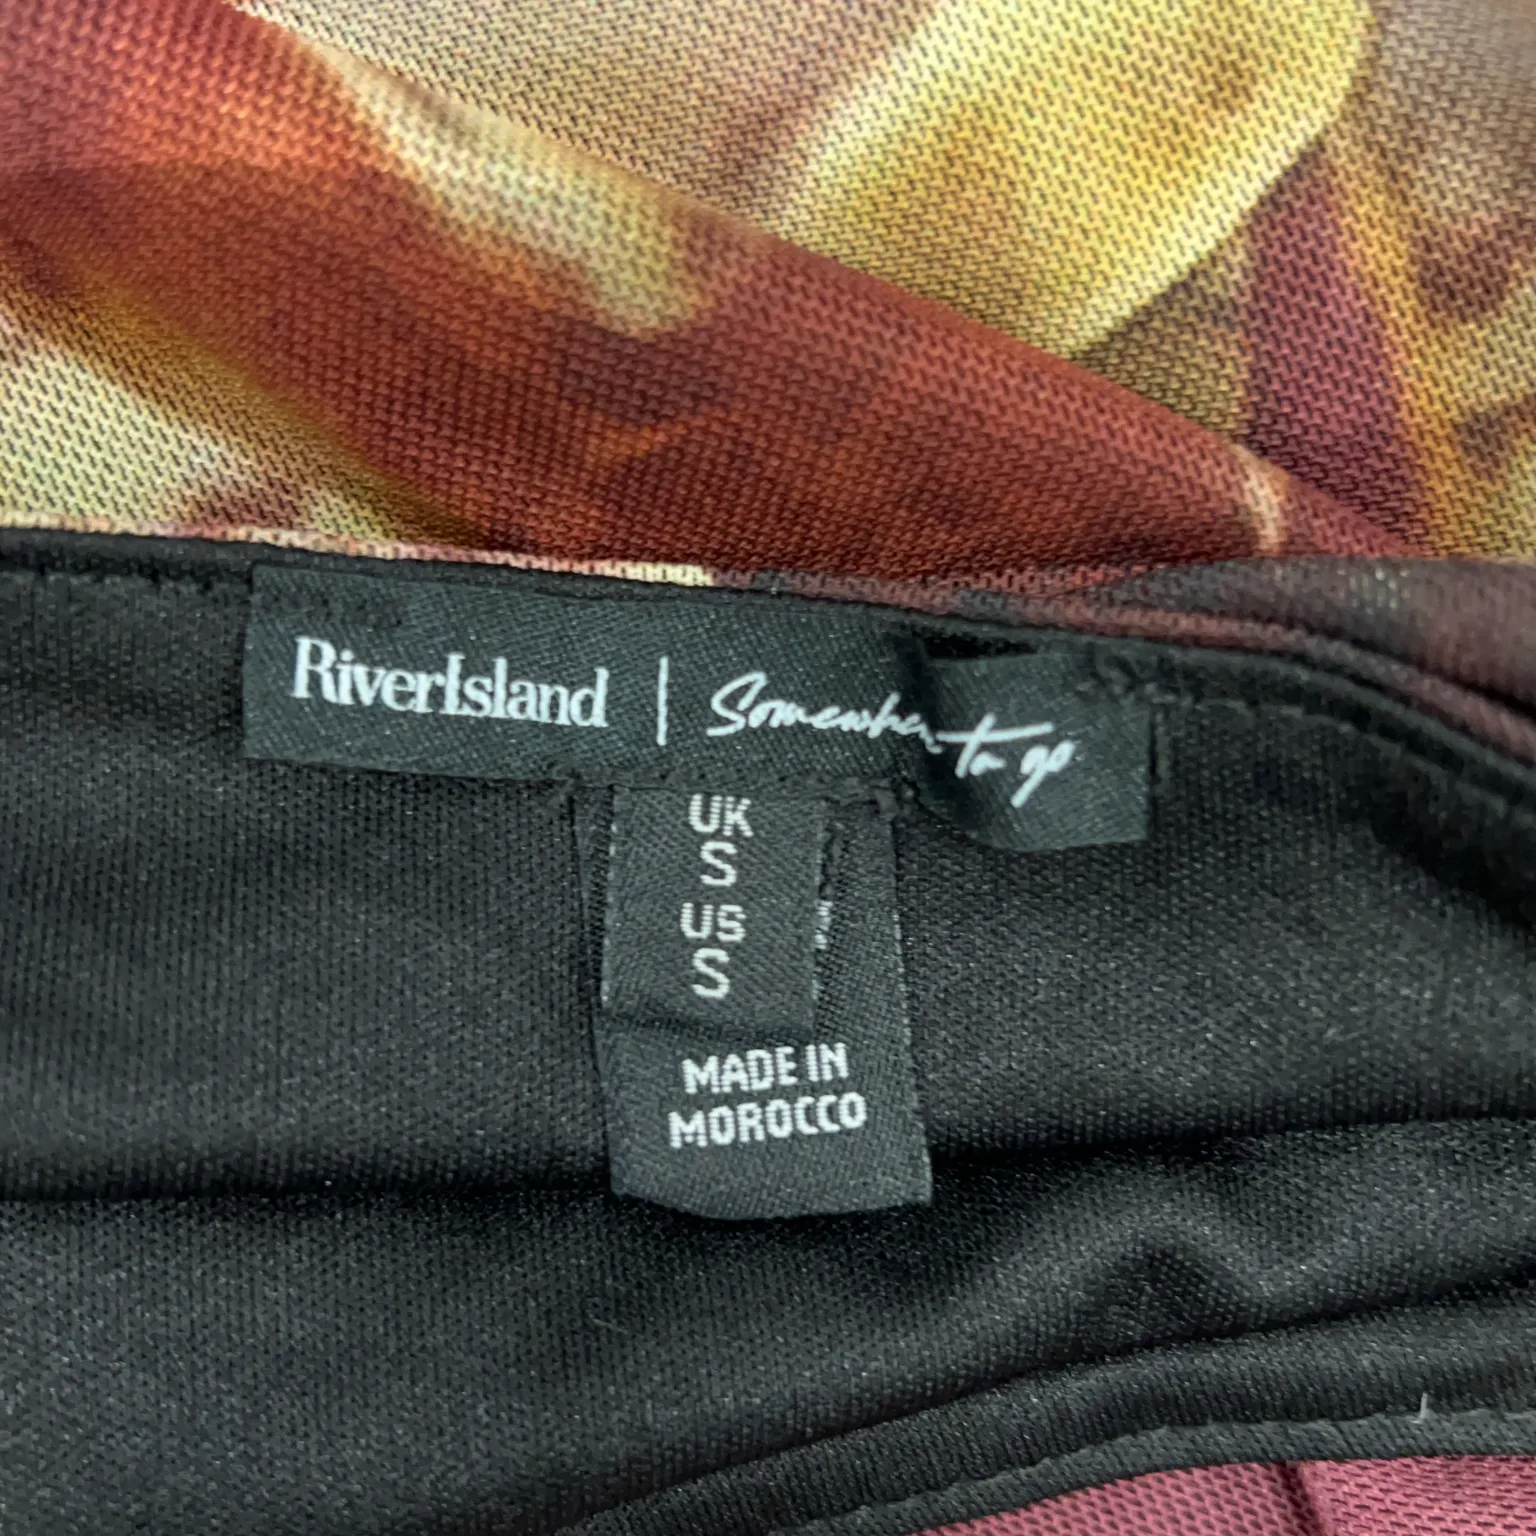 RiverIsland | Somewhere to go
UK
S
US
S
MADE IN
MOROCCO